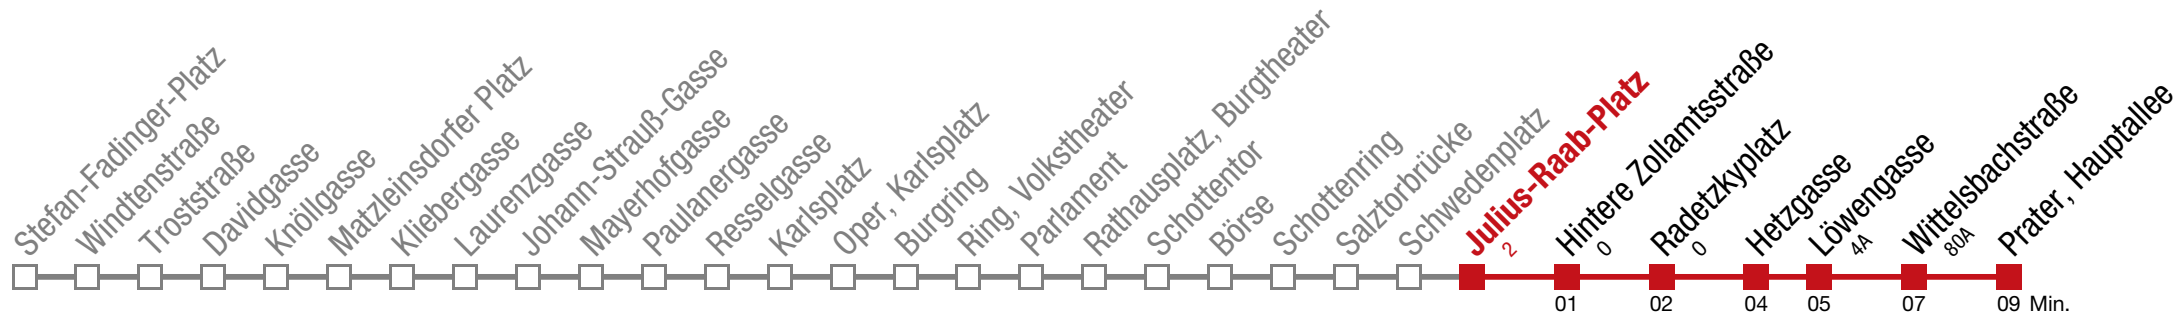 Stefan-Fadinger-Platz
Windtenstraße
Troststraße
Davidgasse
Knöllgasse
Matzleinsdorfer Platz
Kliebergasse
Laurenzgasse
Johann-Strauß-Gasse
Mayerhofgasse
Paulanergasse
Resselgasse
Karlsplatz
Oper, Karlsplatz
Burgring
Ring, Volkstheater
Parlament
Rathausplatz, Burgtheater
Schottentor
Börse
Schottenring
Salztorbrücke
Schwedenplatz
Julius-Raab-Platz
2
Hintere Zollamtsstraße
0
Radetzkyplatz
0
Hetzgasse
Löwengasse
4A
Wittelsbachstraße
80A
Prater, Hauptallee
01 02 04 05 07 09 Min.